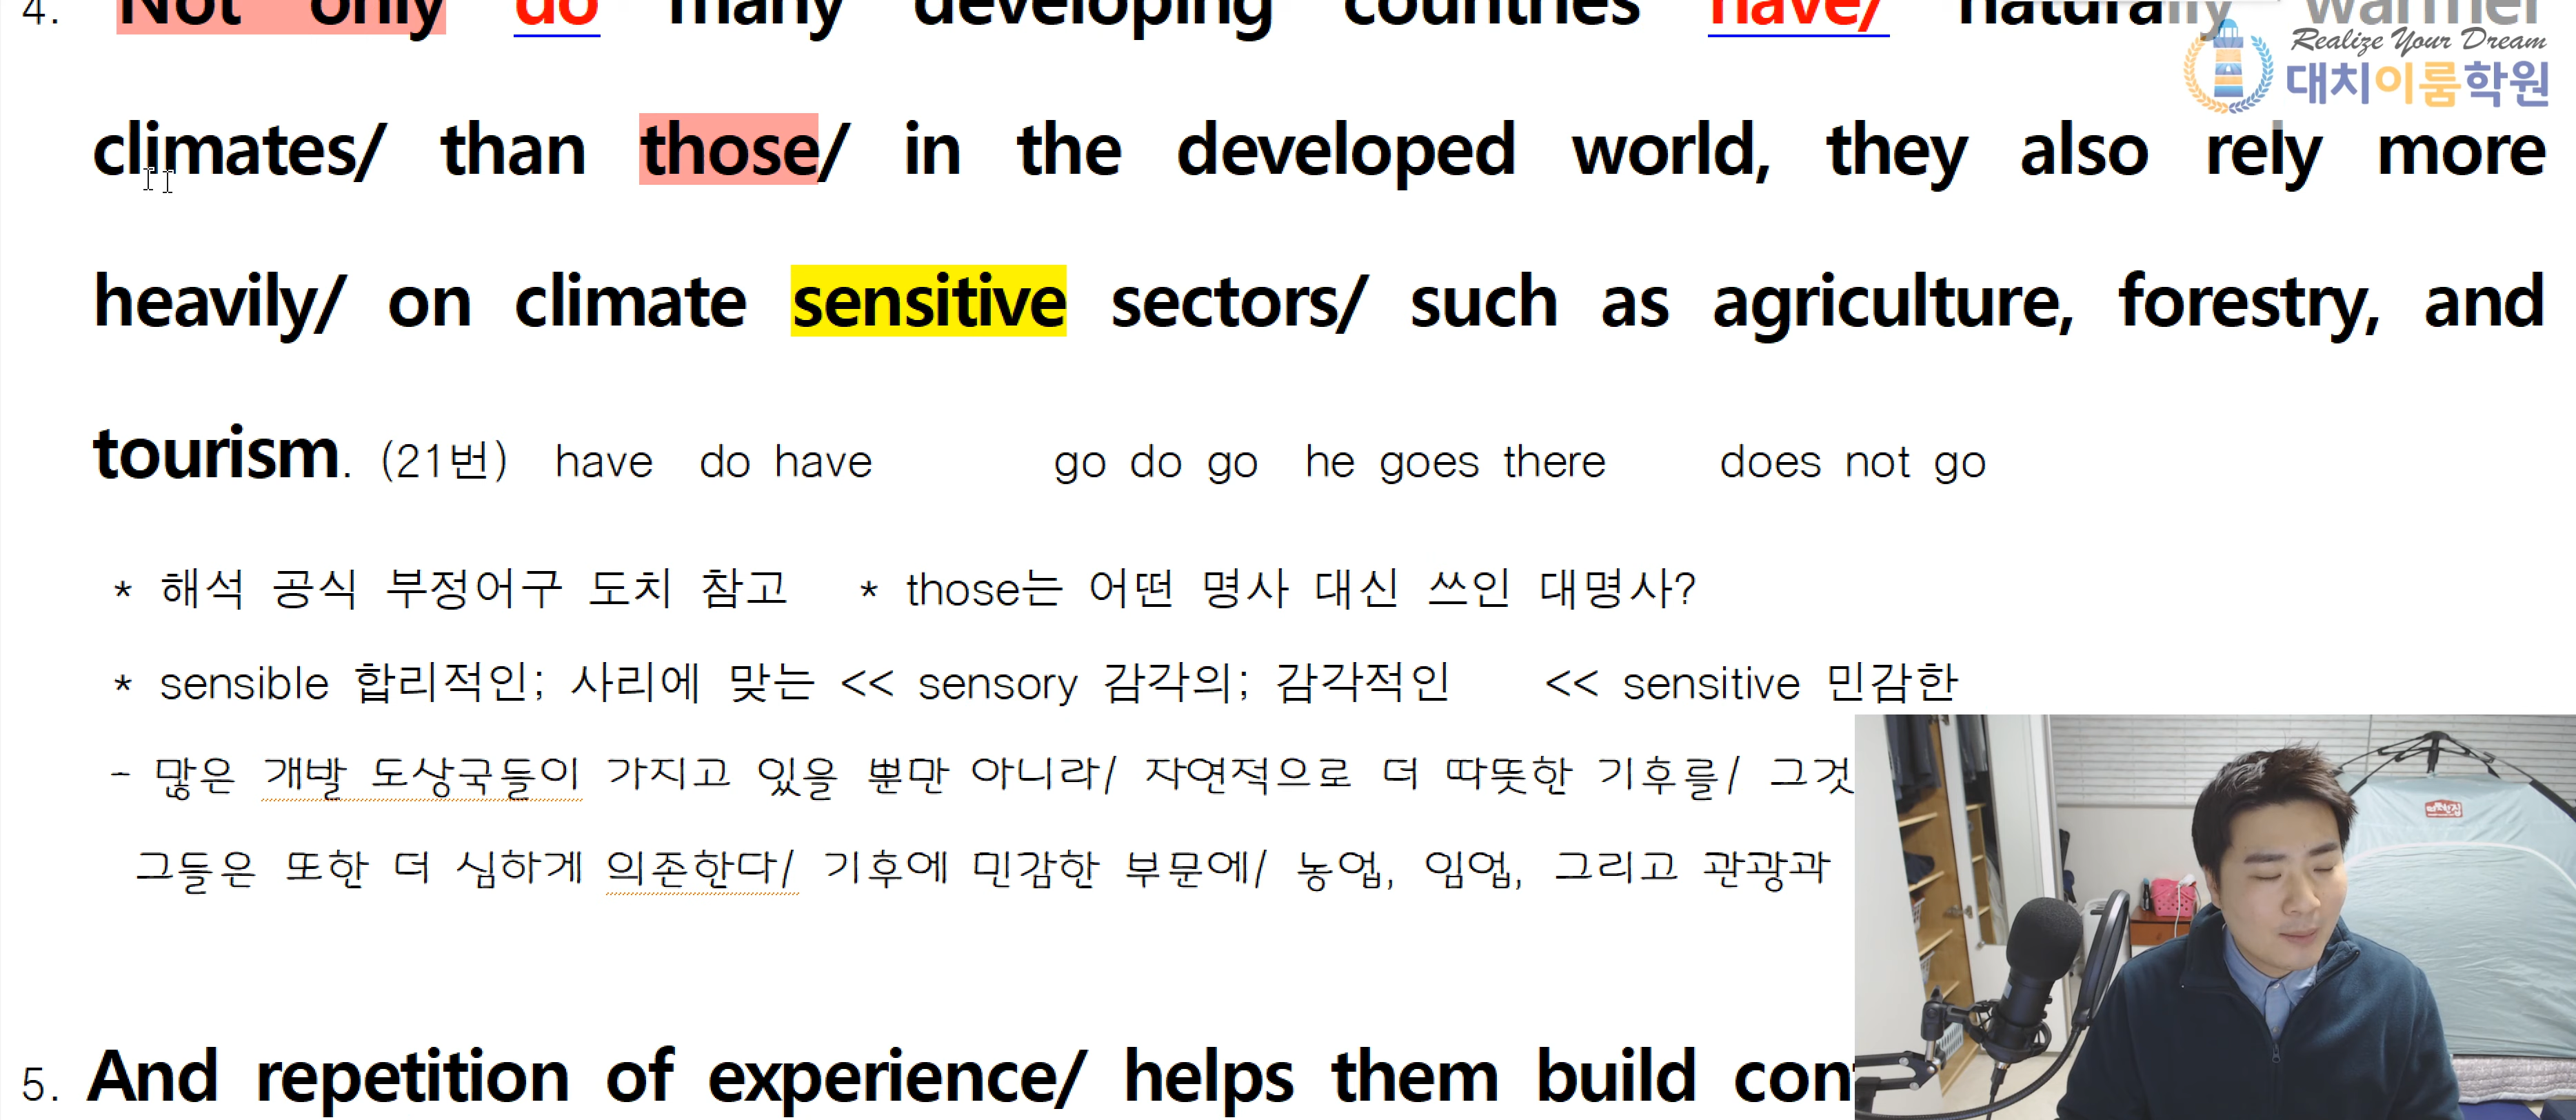 4. Not only do many developing countries have/ naturally warmer
Realize Your Dream
대치이룸학원
climates/ than those/ in the developed world, they also rely more
heavily/ on climate sensitive sectors/ such as agriculture, forestry, and
tourism. (21번) have do have go do go he goes there does not go
* 해석 공식 부정어구 도치 참고 * those는 어떤 명사 대신 쓰인 대명사?
* sensible 합리적인; 사리에 맞는 << sensory 감각의; 감각적인 << sensitive 민감한
- 많은 개발 도상국들이 가지고 있을 뿐만 아니라/ 자연적으로 더 따뜻한 기후를/ 그것
그들은 또한 더 심하게 의존한다/ 기후에 민감한 부문에/ 농업, 임업, 그리고 관광과
5. And repetition of experience/ helps them build con